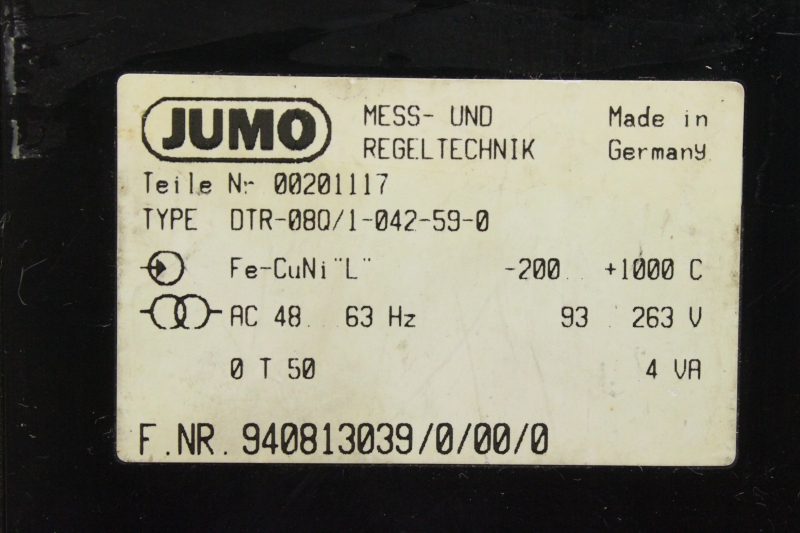 JUMO MESS- UND REGELTECHNIK Made in Germany
Teile Nr 00201117
TYPE DTR-08Q/1-042-59-0
Fe-CuNi "L" -200.. +1000 C
AC 48.. 63 Hz 93.. 263 V
0 T 50 4 VA
F.NR. 940813039/0/00/0